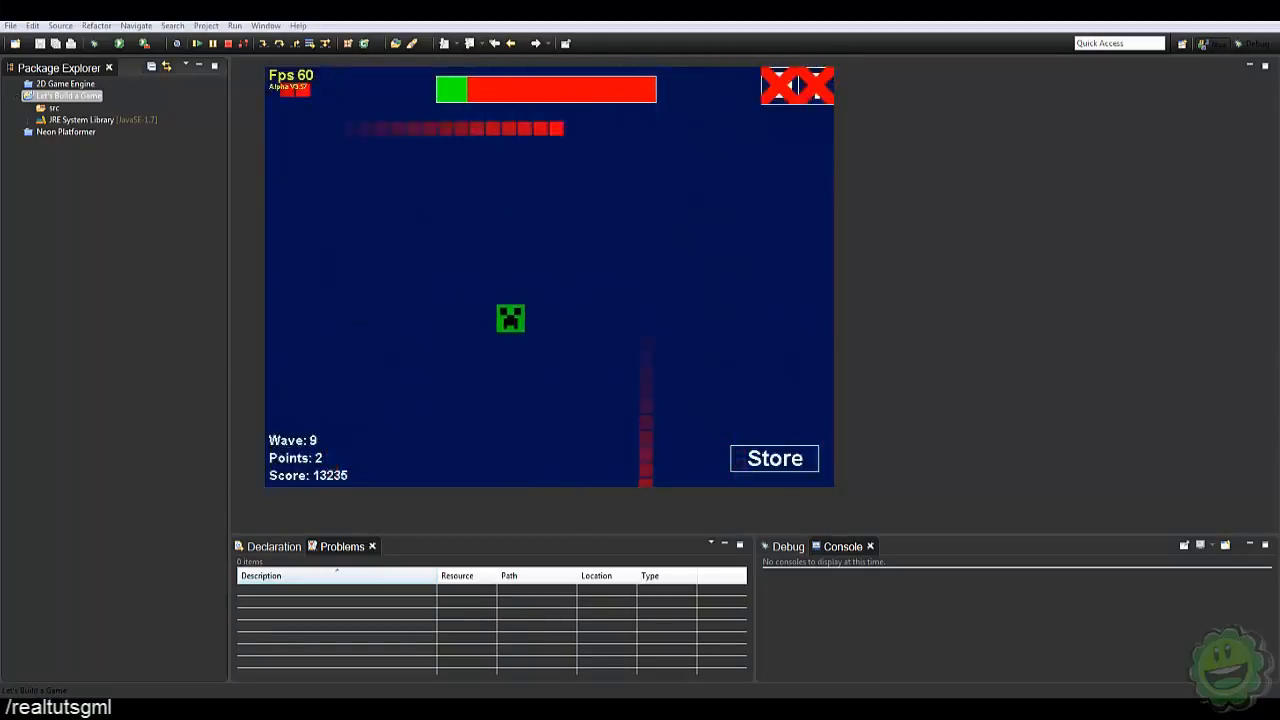 File Edit Source Refactor Navigate Search Project Run Window Help
Quick Access
Debug
Package Explorer
2D Game Engine
Let's Build a Game
src
JRE System Library [JavaSE-1.7]
Neon Platformer
Fps 60
Alpha V3.57
Wave: 9
Points: 2
Score: 13235
Store
Declaration Problems
0 items
Description Resource Path Location Type
Debug Console
No consoles to display at this time.
Let's Build a Game
/realtutsgml